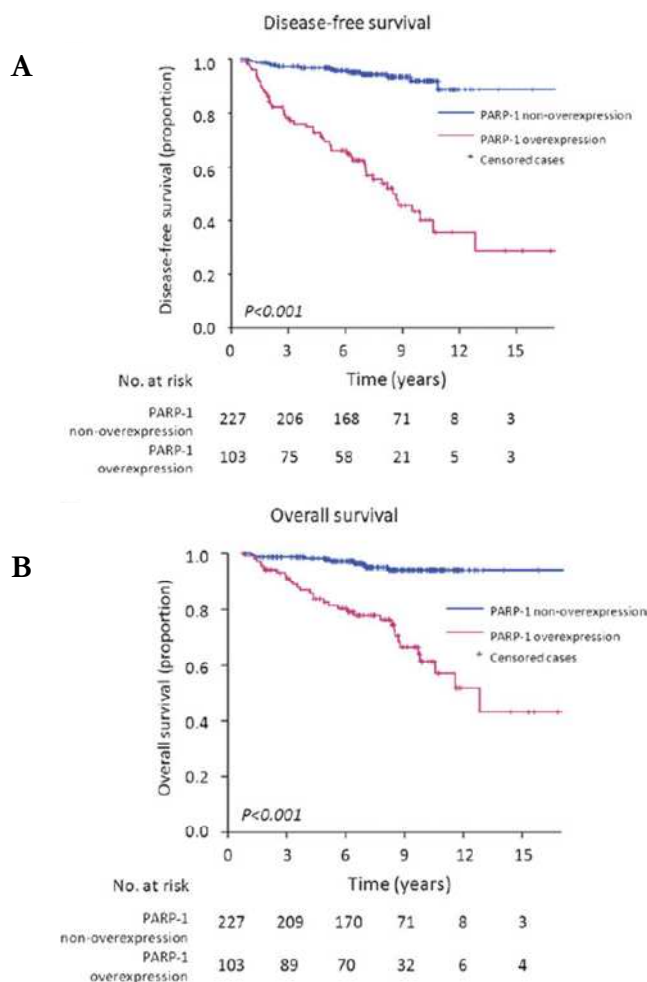 A
Disease-free survival
Disease-free survival (proportion)
1.0
0.8
0.6
0.4
0.2
0.0
PARP-1 non-overexpression
PARP-1 overexpression
+ Censored cases
P<0.001
0 3 6 9 12 15
No. at risk
Time (years)
PARP-1
non-overexpression
227 206 168 71 8 3
PARP-1
overexpression
103 75 58 21 5 3
B
Overall survival
Overall survival (proportion)
1.0
0.8
0.6
0.4
0.2
0.0
PARP-1 non-overexpression
PARP-1 overexpression
+ Censored cases
P<0.001
0 3 6 9 12 15
No. at risk
Time (years)
PARP-1
non-overexpression
227 209 170 71 8 3
PARP-1
overexpression
103 89 70 32 6 4